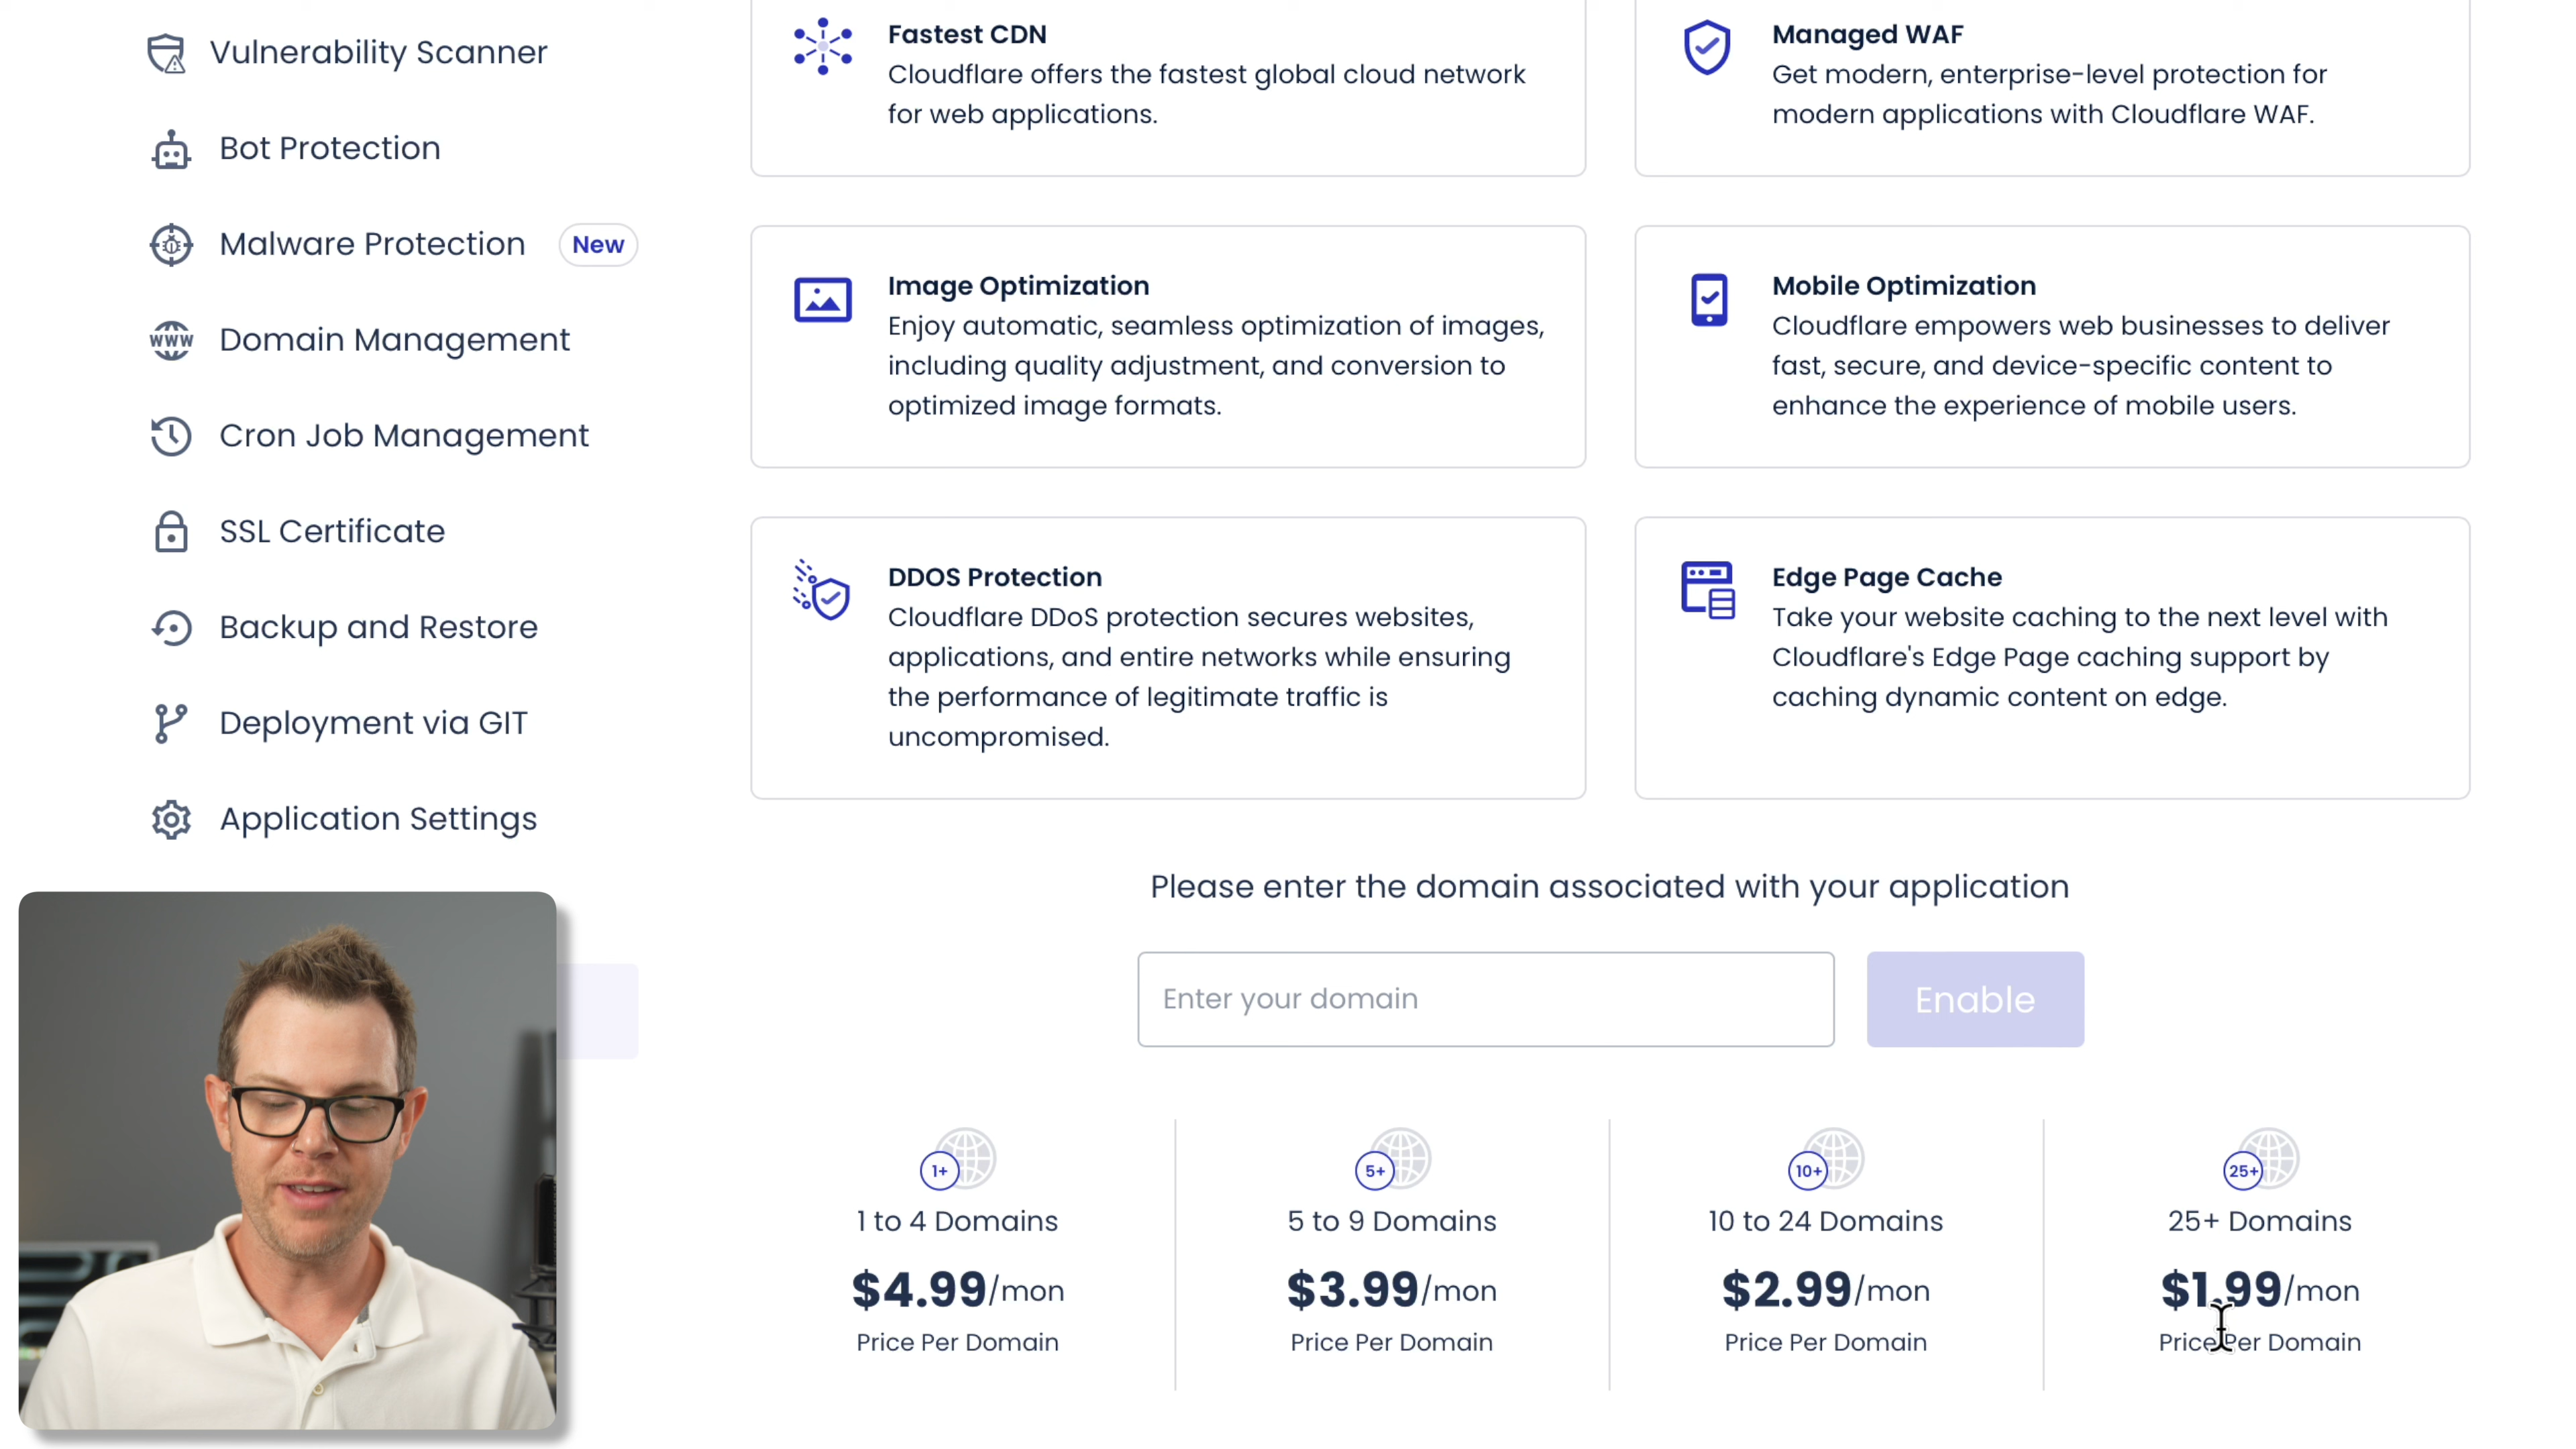 Vulnerability Scanner
Bot Protection
Malware Protection New
Domain Management
WWW
Cron Job Management
SSL Certificate
Backup and Restore
Deployment via GIT
Application Settings
Fastest CDN
Cloudflare offers the fastest global cloud network
for web applications.
Managed WAF
Get modern, enterprise-level protection for
modern applications with Cloudflare WAF.
Image Optimization
Enjoy automatic, seamless optimization of images,
including quality adjustment, and conversion to
optimized image formats.
Mobile Optimization
Cloudflare empowers web businesses to deliver
fast, secure, and device-specific content to
enhance the experience of mobile users.
DDOS Protection
Cloudflare DDoS protection secures websites,
applications, and entire networks while ensuring
the performance of legitimate traffic is
uncompromised.
Edge Page Cache
Take your website caching to the next level with
Cloudflare's Edge Page caching support by
caching dynamic content on edge.
Please enter the domain associated with your application
Enter your domain
Enable
1+
1 to 4 Domains
$4.99/mon
Price Per Domain
5+
5 to 9 Domains
$3.99/mon
Price Per Domain
10+
10 to 24 Domains
$2.99/mon
Price Per Domain
25+
25+ Domains
$1.99/mon
Price Per Domain